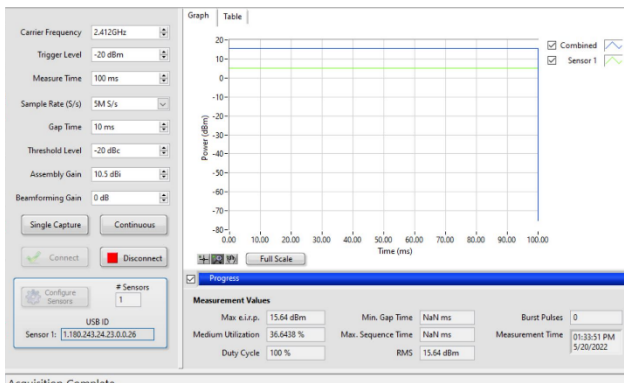 Graph Table
Carrier Frequency 2.412GHz
Trigger Level -20 dBm
Measure Time 100 ms
Sample Rate (S/s) 5M S/s
Gap Time 10 ms
Threshold Level -20 dBc
Assembly Gain 10.5 dBi
Beamforming Gain 0 dB
Single Capture Continuous
Connect Disconnect
Configure Sensors
# Sensors
1
USB ID
Sensor 1: 1.180.243.24.23.0.0.26
Power (dBm)
20
10
0
-10
-20
-30
-40
-50
-60
-70
-80
0.00 10.00 20.00 30.00 40.00 50.00 60.00 70.00 80.00 90.00 100.00
Time (ms)
Combined
Sensor 1
Full Scale
Progress
Measurement Values
Max e.i.r.p. 15.64 dBm Min. Gap Time NaN ms Burst Pulses 0
Medium Utilization 36.6438 % Max. Sequence Time NaN ms Measurement Time 01:33:51 PM
5/20/2022
Duty Cycle 100 % RMS 15.64 dBm
Acquisition Complete